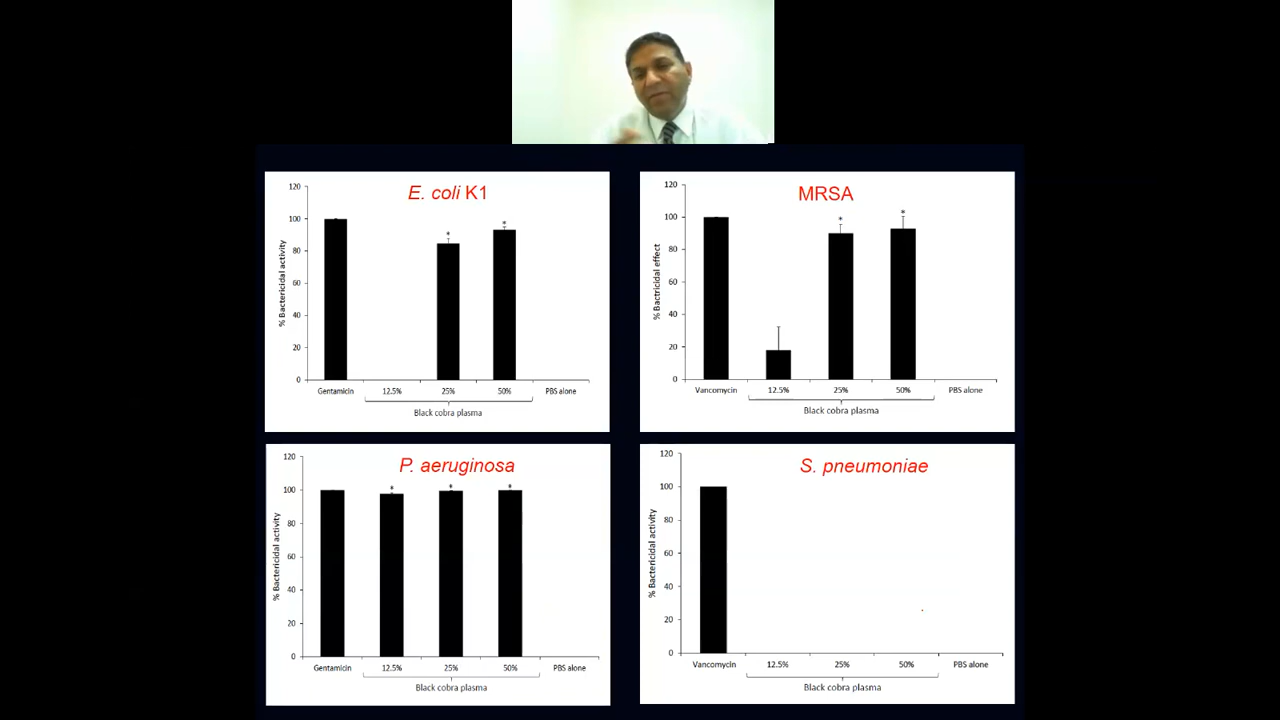 E. coli K1
120
100
80
60
40
20
0
% Bactericidal activity
Gentamicin 12.5% 25% 50% PBS alone
Black cobra plasma
* *
MRSA
120
100
80
60
40
20
0
% Bactricidal effect
Vancomycin 12.5% 25% 50% PBS alone
Black cobra plasma
* *
P. aeruginosa
120
100
80
60
40
20
0
% Bactericidal activity
Gentamicin 12.5% 25% 50% PBS alone
Black cobra plasma
* * *
S. pneumoniae
120
100
80
60
40
20
0
% Bactericidal activity
Vancomycin 12.5% 25% 50% PBS alone
Black cobra plasma